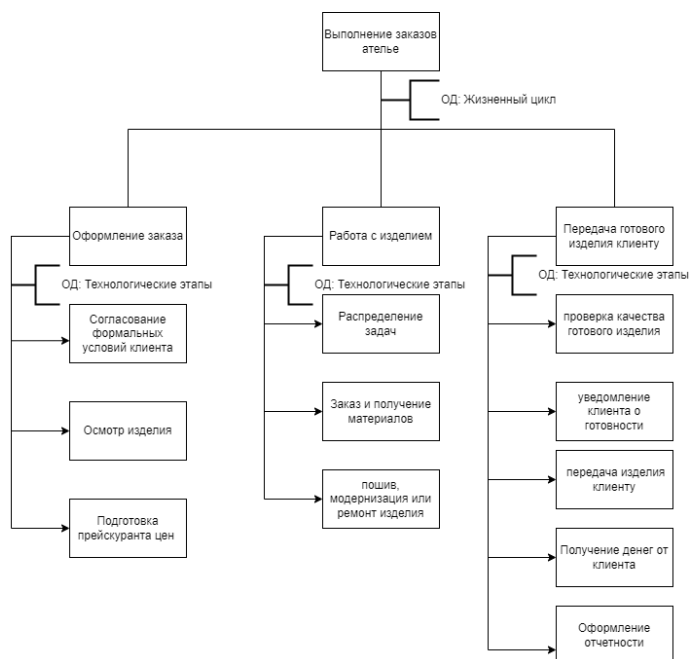 Выполнение заказов
ателье
ОД: Жизненный цикл
Оформление заказа
ОД: Технологические этапы
Согласование
формальных
условий клиента
Осмотр изделия
Подготовка
прейскуранта цен
Работа с изделием
ОД: Технологические этапы
Распределение
задач
Заказ и получение
материалов
пошив,
модернизация или
ремонт изделия
Передача готового
изделия клиенту
ОД: Технологические этапы
проверка качества
готового изделия
уведомление
клиента о
готовности
передача изделия
клиенту
Получение денег от
клиента
Оформление
отчетности